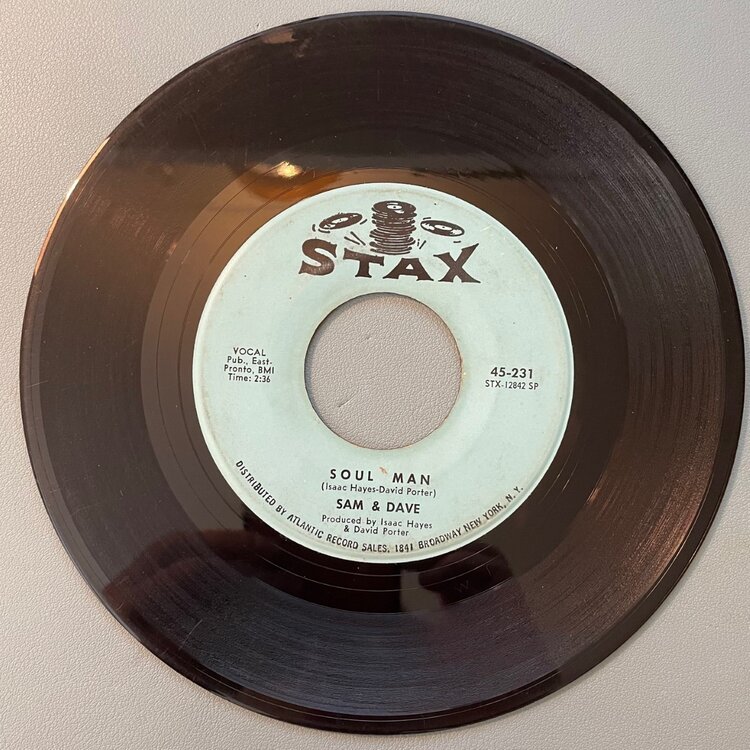 STAX
VOCAL
Pub., East-
Pronto, BMI
Time: 2:36
45-231
STX-12842 SP
SOUL MAN
(Isaac Hayes-David Porter)
SAM & DAVE
Produced by Isaac Hayes
& David Porter
DISTRIBUTED BY ATLANTIC RECORD SALES, 1841 BROADWAY NEW YORK, N. Y.